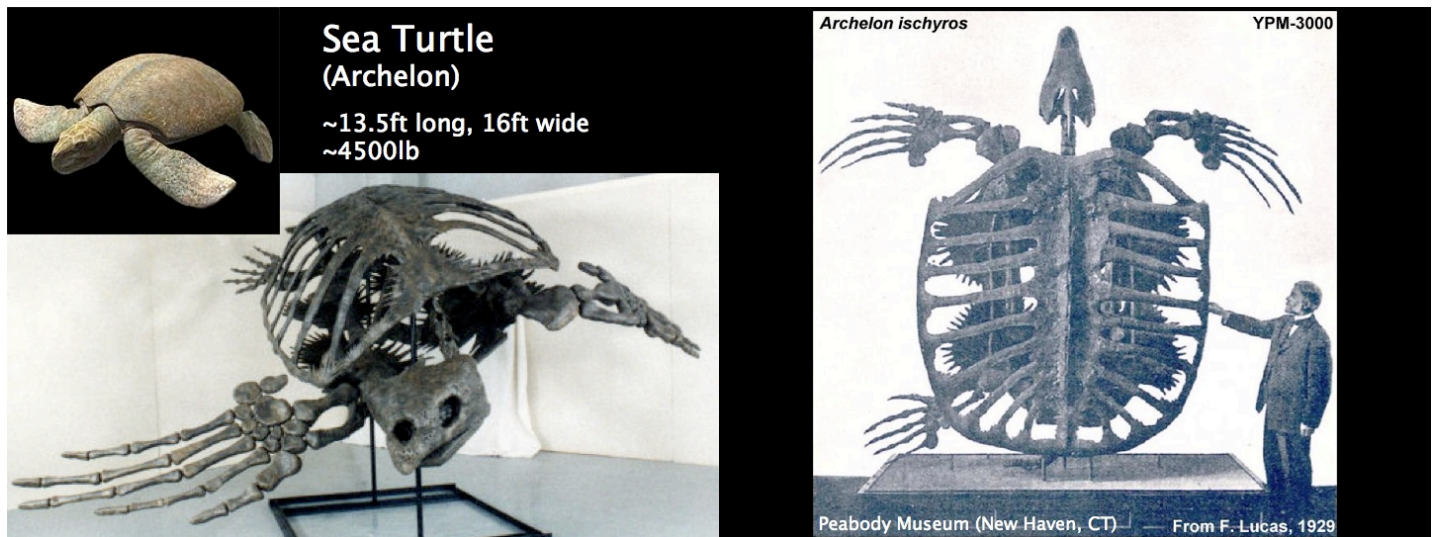 Sea Turtle
(Archelon)
~13.5ft long, 16ft wide
~4500lb
Archelon ischyros YPM-3000
Peabody Museum (New Haven, CT) From F. Lucas, 1929